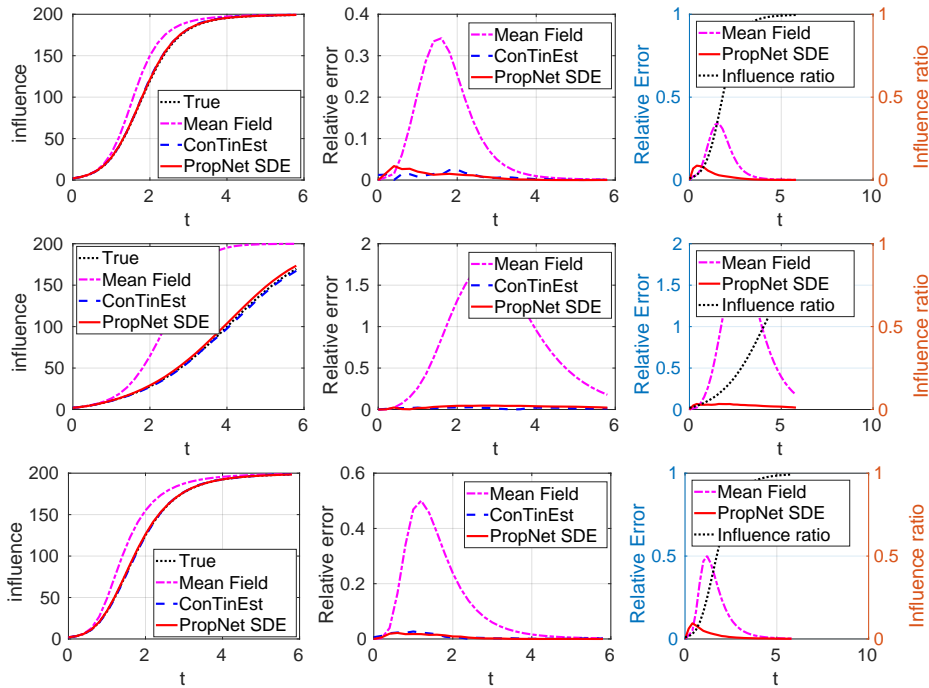 200
150
100
50
0
0
2
4
6
influence
t
True
Mean Field
ConTinEst
PropNet SDE
0.4
0.3
0.2
0.1
0
0
2
4
6
Relative error
t
Mean Field
ConTinEst
PropNet SDE
1
0.5
0
0
5
10
Relative Error
t
1
0.5
0
Influence ratio
Mean Field
PropNet SDE
Influence ratio
200
150
100
50
0
0
2
4
6
influence
t
True
Mean Field
ConTinEst
PropNet SDE
2
1.5
1
0.5
0
0
2
4
6
Relative error
t
Mean Field
ConTinEst
PropNet SDE
2
1.5
1
0.5
0
0
5
10
Relative Error
t
1
0.5
0
Influence ratio
Mean Field
PropNet SDE
Influence ratio
200
150
100
50
0
0
2
4
6
influence
t
True
Mean Field
ConTinEst
PropNet SDE
0.6
0.4
0.2
0
0
2
4
6
Relative error
t
Mean Field
ConTinEst
PropNet SDE
1
0.5
0
0
5
10
Relative Error
t
1
0.5
0
Influence ratio
Mean Field
PropNet SDE
Influence ratio